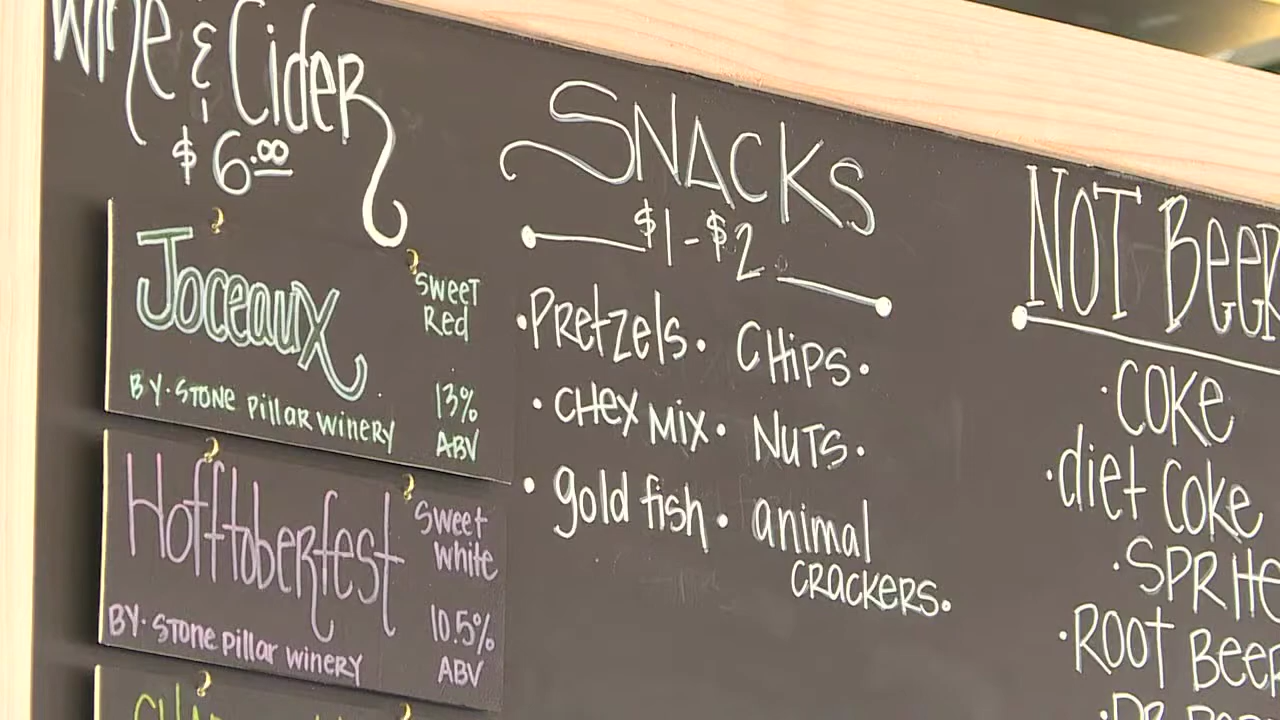 Wine & Cider
$6.00
Joceaux
Sweet
Red
BY. Stone Pillar Winery
13%
ABV
Hofftoberfest
Sweet
White
BY. Stone Pillar Winery
10.5%
ABV
SNACKS
$1-$2
• Pretzels • Chips •
• Chex Mix • Nuts •
• gold fish • animal
crackers •
NOT BEER
• Coke
• diet Coke
• Sprite
• Root Beer